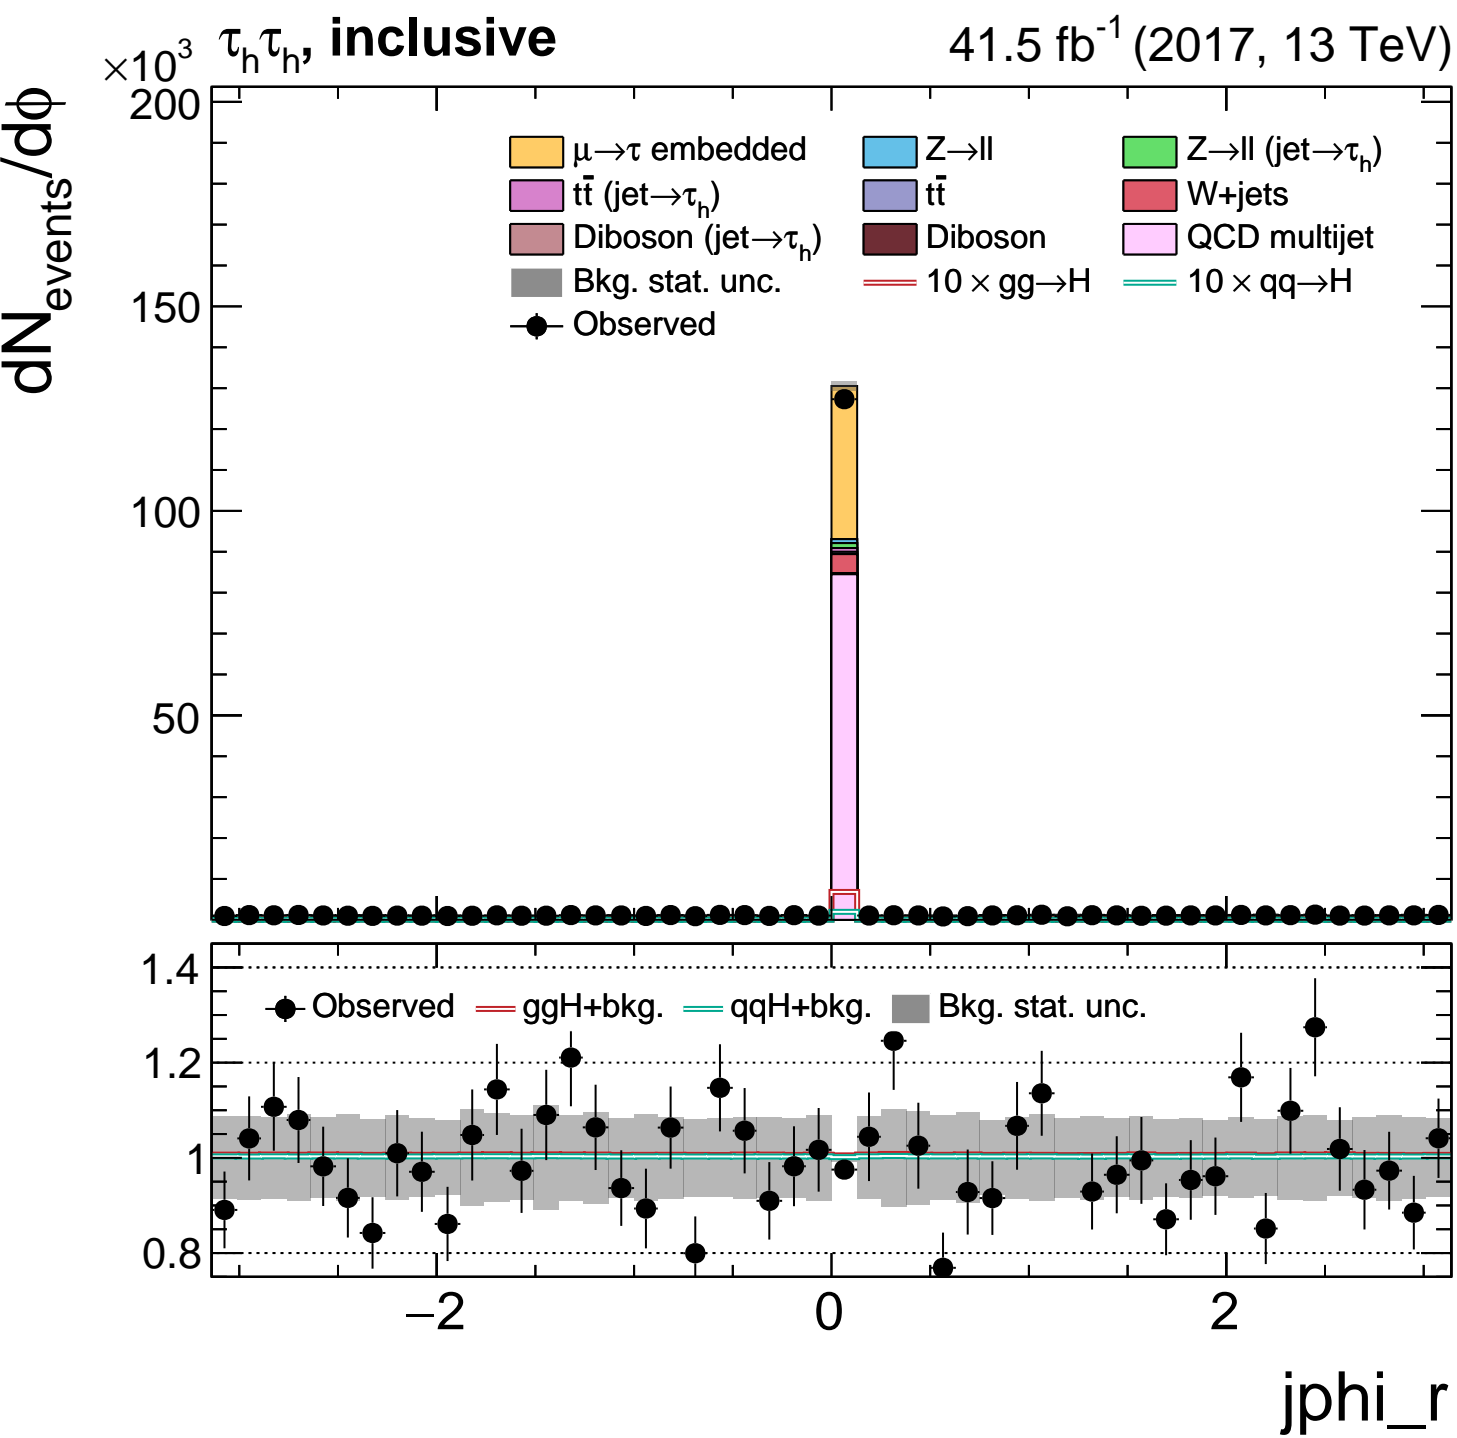 ×10³ τhτh, inclusive 41.5 fb⁻¹ (2017, 13 TeV)
dNevents/dϕ
200
150
100
50
μ→τ embedded Z→ll Z→ll (jet→τh)
tt̄ (jet→τh) tt̄ W+jets
Diboson (jet→τh) Diboson QCD multijet
Bkg. stat. unc. 10 × gg→H 10 × qq→H
Observed
1.4
1.2
1
0.8
Observed ggH+bkg. qqH+bkg. Bkg. stat. unc.
−2 0 2
jphi_r